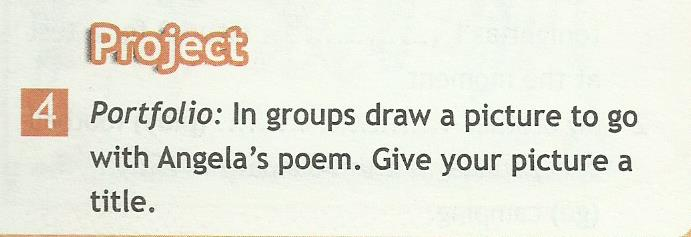 Project
4 Portfolio: In groups draw a picture to go
with Angela's poem. Give your picture a
title.